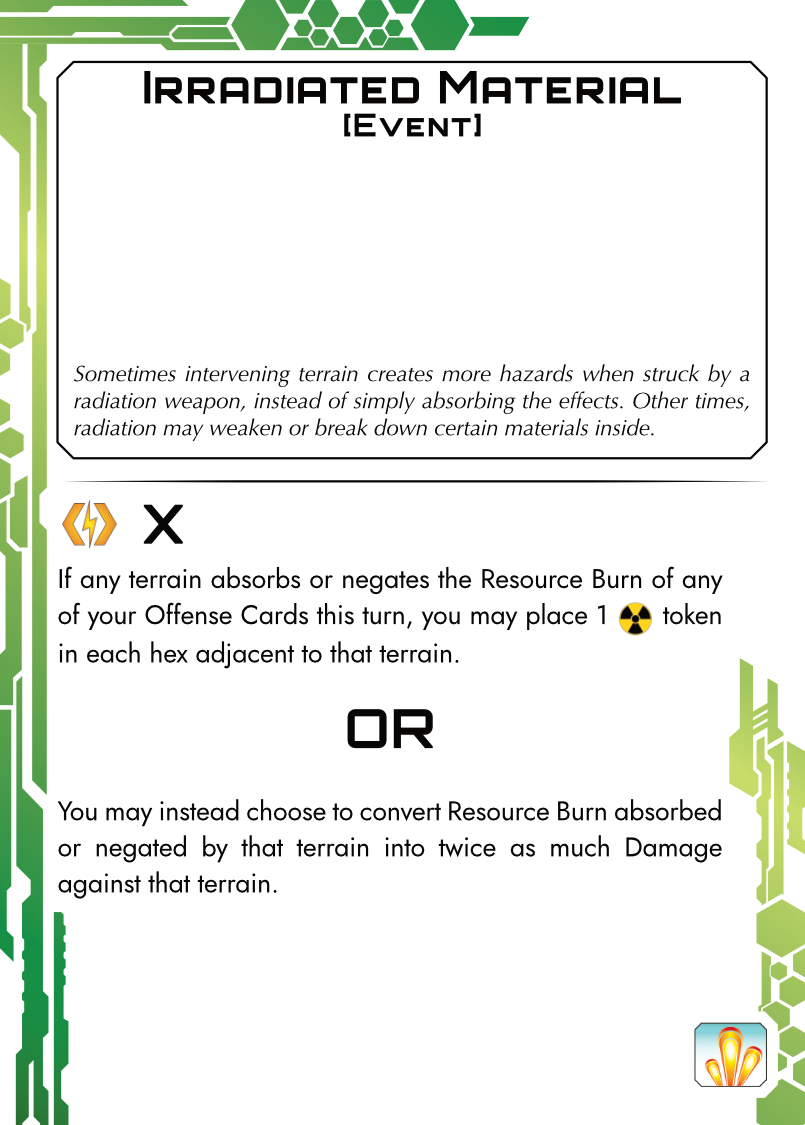 Irradiated Material
[Event]
Sometimes intervening terrain creates more hazards when struck by a
radiation weapon, instead of simply absorbing the effects. Other times,
radiation may weaken or break down certain materials inside.
X
If any terrain absorbs or negates the Resource Burn of any
of your Offense Cards this turn, you may place 1 token
in each hex adjacent to that terrain.
OR
You may instead choose to convert Resource Burn absorbed
or negated by that terrain into twice as much Damage
against that terrain.